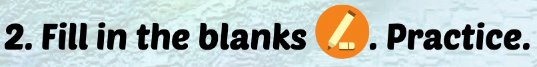 2. Fill in the blanks . Practice.